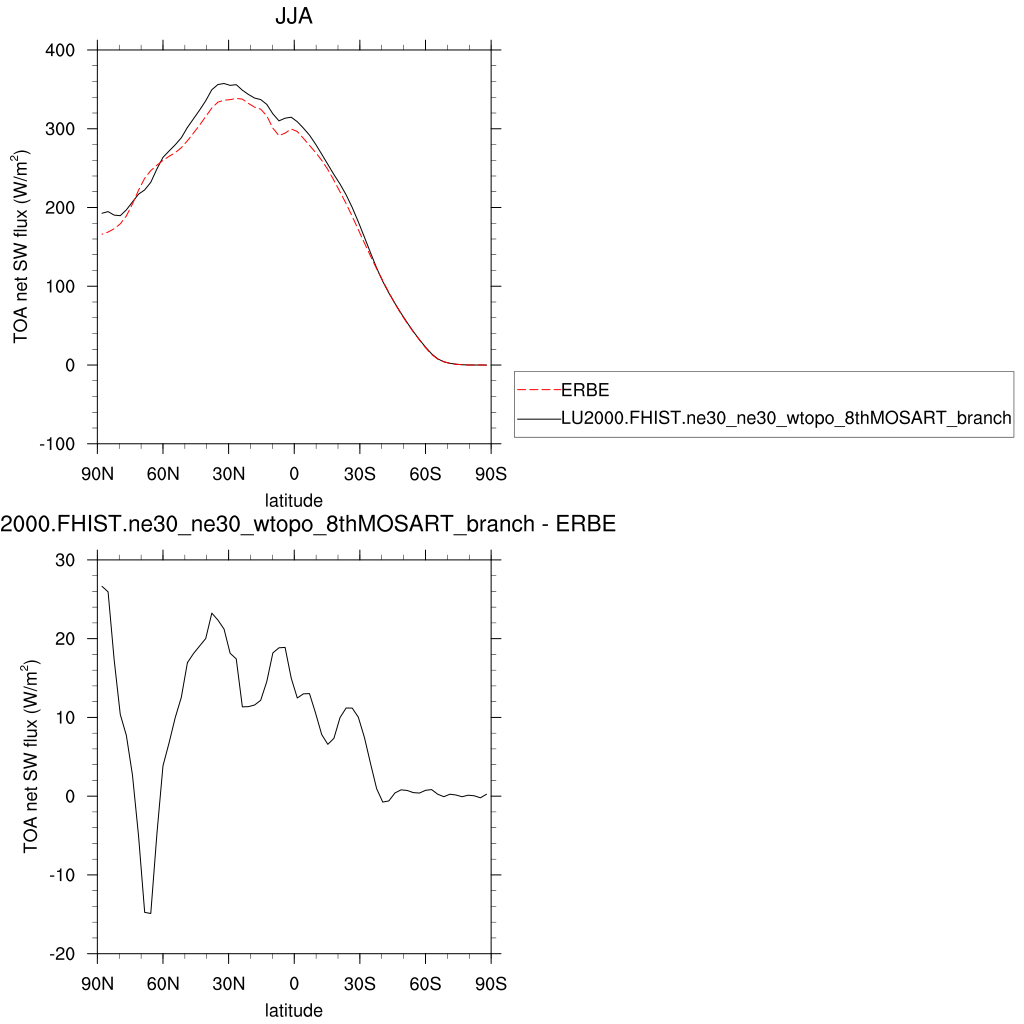 JJA
TOA net SW flux (W/m²)
400
300
200
100
0
-100
90N 60N 30N 0 30S 60S 90S
latitude
ERBE
LU2000.FHIST.ne30_ne30_wtopo_8thMOSART_branch
2000.FHIST.ne30_ne30_wtopo_8thMOSART_branch - ERBE
TOA net SW flux (W/m²)
30
20
10
0
-10
-20
90N 60N 30N 0 30S 60S 90S
latitude